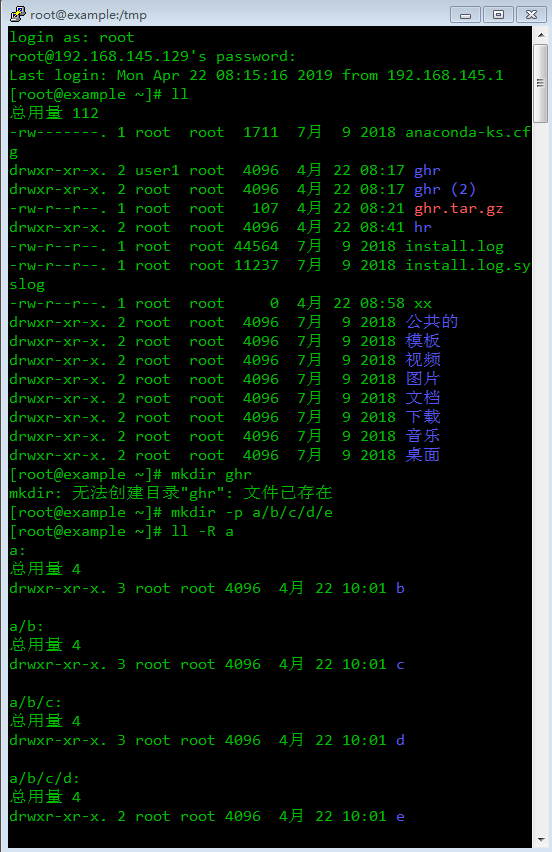 root@example:/tmp
login as: root
root@192.168.145.129's password:
Last login: Mon Apr 22 08:15:16 2019 from 192.168.145.1
[root@example ~]# ll
总用量 112
-rw-------. 1 root  root   1711  7月  9 2018 anaconda-ks.cf
g
drwxr-xr-x. 2 user1 root  4096  4月 22 08:17 ghr
drwxr-xr-x. 2 root  root  4096  4月 22 08:17 ghr (2)
-rw-r--r--. 1 root  root   107  4月 22 08:21 ghr.tar.gz
drwxr-xr-x. 2 root  root  4096  4月 22 08:41 hr
-rw-r--r--. 1 root  root 44564  7月  9 2018 install.log
-rw-r--r--. 1 root  root 11237  7月  9 2018 install.log.sy
slog
-rw-r--r--. 1 root  root     0  4月 22 08:58 xx
drwxr-xr-x. 2 root  root  4096  7月  9 2018 公共的
drwxr-xr-x. 2 root  root  4096  7月  9 2018 模板
drwxr-xr-x. 2 root  root  4096  7月  9 2018 视频
drwxr-xr-x. 2 root  root  4096  7月  9 2018 图片
drwxr-xr-x. 2 root  root  4096  7月  9 2018 文档
drwxr-xr-x. 2 root  root  4096  7月  9 2018 下载
drwxr-xr-x. 2 root  root  4096  7月  9 2018 音乐
drwxr-xr-x. 2 root  root  4096  7月  9 2018 桌面
[root@example ~]# mkdir ghr
mkdir: 无法创建目录"ghr": 文件已存在
[root@example ~]# mkdir -p a/b/c/d/e
[root@example ~]# ll -R a
a:
总用量 4
drwxr-xr-x. 3 root root 4096  4月 22 10:01 b
a/b:
总用量 4
drwxr-xr-x. 3 root root 4096  4月 22 10:01 c
a/b/c:
总用量 4
drwxr-xr-x. 3 root root 4096  4月 22 10:01 d
a/b/c/d:
总用量 4
drwxr-xr-x. 2 root root 4096  4月 22 10:01 e